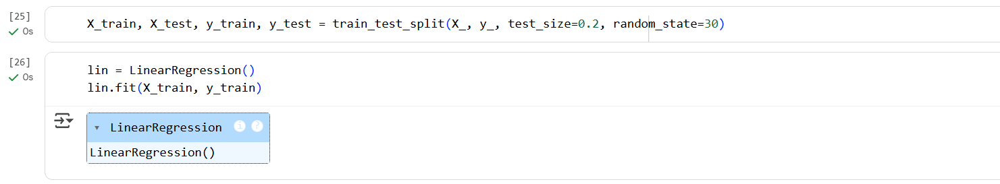 [25]
0s
X_train, X_test, y_train, y_test = train_test_split(X_, y_, test_size=0.2, random_state=30)
[26]
0s
lin = LinearRegression()
lin.fit(X_train, y_train)
▾ LinearRegression i ?
LinearRegression()